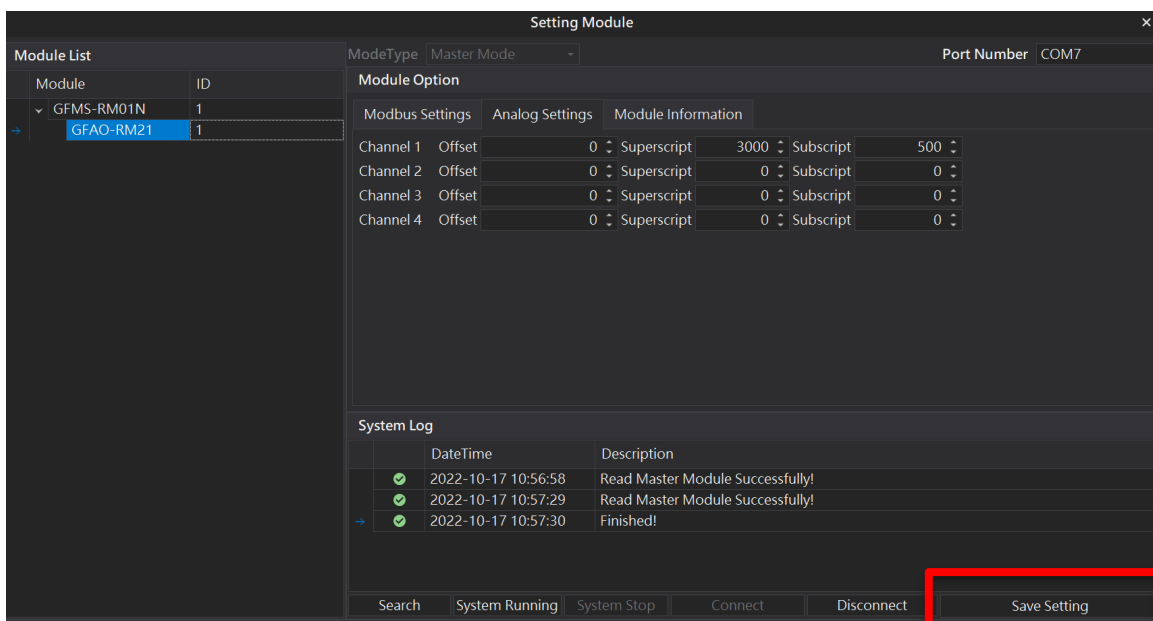 Setting Module ×
Module List
ModeType Master Mode Port Number COM7
Module ID
GFMS-RM01N 1
GFAO-RM21 1
Module Option
Modbus Settings Analog Settings Module Information
Channel 1 Offset 0 Superscript 3000 Subscript 500
Channel 2 Offset 0 Superscript 0 Subscript 0
Channel 3 Offset 0 Superscript 0 Subscript 0
Channel 4 Offset 0 Superscript 0 Subscript 0
System Log
DateTime Description
2022-10-17 10:56:58 Read Master Module Successfully!
2022-10-17 10:57:29 Read Master Module Successfully!
2022-10-17 10:57:30 Finished!
Search System Running System Stop Connect Disconnect Save Setting